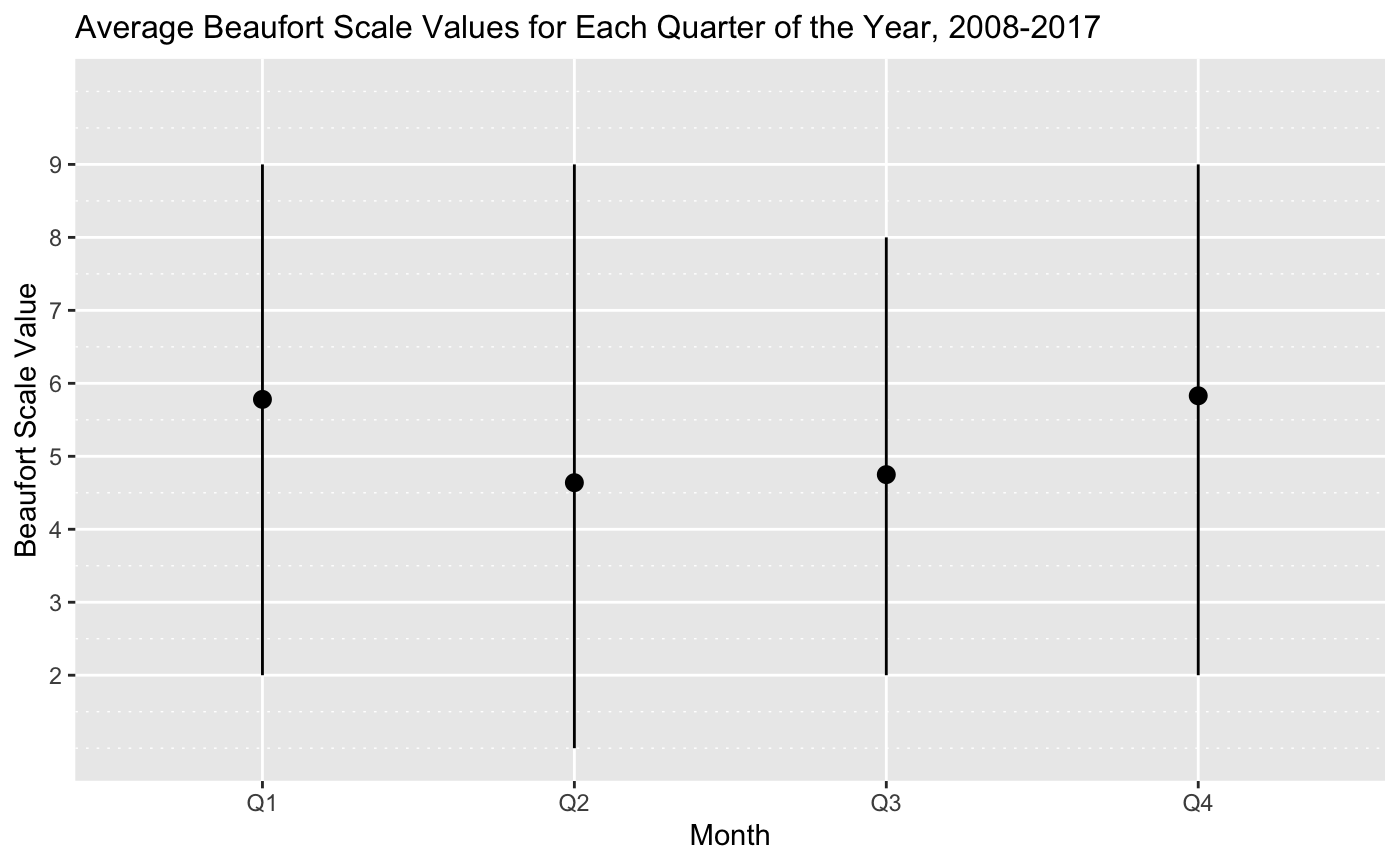 Average Beaufort Scale Values for Each Quarter of the Year, 2008-2017
Beaufort Scale Value
9
8
7
6
5
4
3
2
Q1 Q2 Q3 Q4
Month